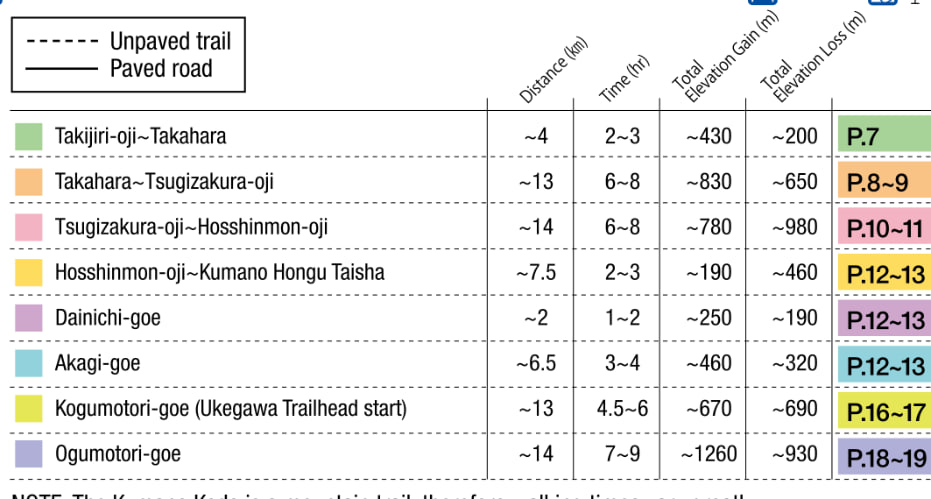 Unpaved trail
Paved road
Distance (km) Time (hr) Total Elevation Gain (m) Total Elevation Loss (m)
Takijiri-oji~Takahara ~4 2~3 ~430 ~200 P.7
Takahara~Tsugizakura-oji ~13 6~8 ~830 ~650 P.8~9
Tsugizakura-oji~Hosshinmon-oji ~14 6~8 ~780 ~980 P.10~11
Hosshinmon-oji~Kumano Hongu Taisha ~7.5 2~3 ~190 ~460 P.12~13
Dainichi-goe ~2 1~2 ~250 ~190 P.12~13
Akagi-goe ~6.5 3~4 ~460 ~320 P.12~13
Kogumotori-goe (Ukegawa Trailhead start) ~13 4.5~6 ~670 ~690 P.16~17
Ogumotori-goe ~14 7~9 ~1260 ~930 P.18~19